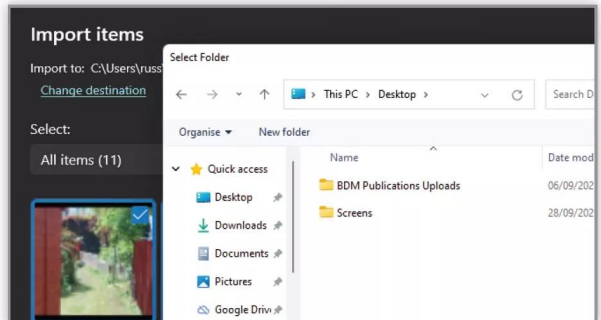 Import items
Import to: C:\Users\russ
Change destination
Select:
All items (11)
Select Folder
This PC > Desktop >
Search D
Organise
New folder
Name
Date mod
Quick access
Desktop
Downloads
Documents
Pictures
Google Driv
BDM Publications Uploads
06/09/202
Screens
28/09/202